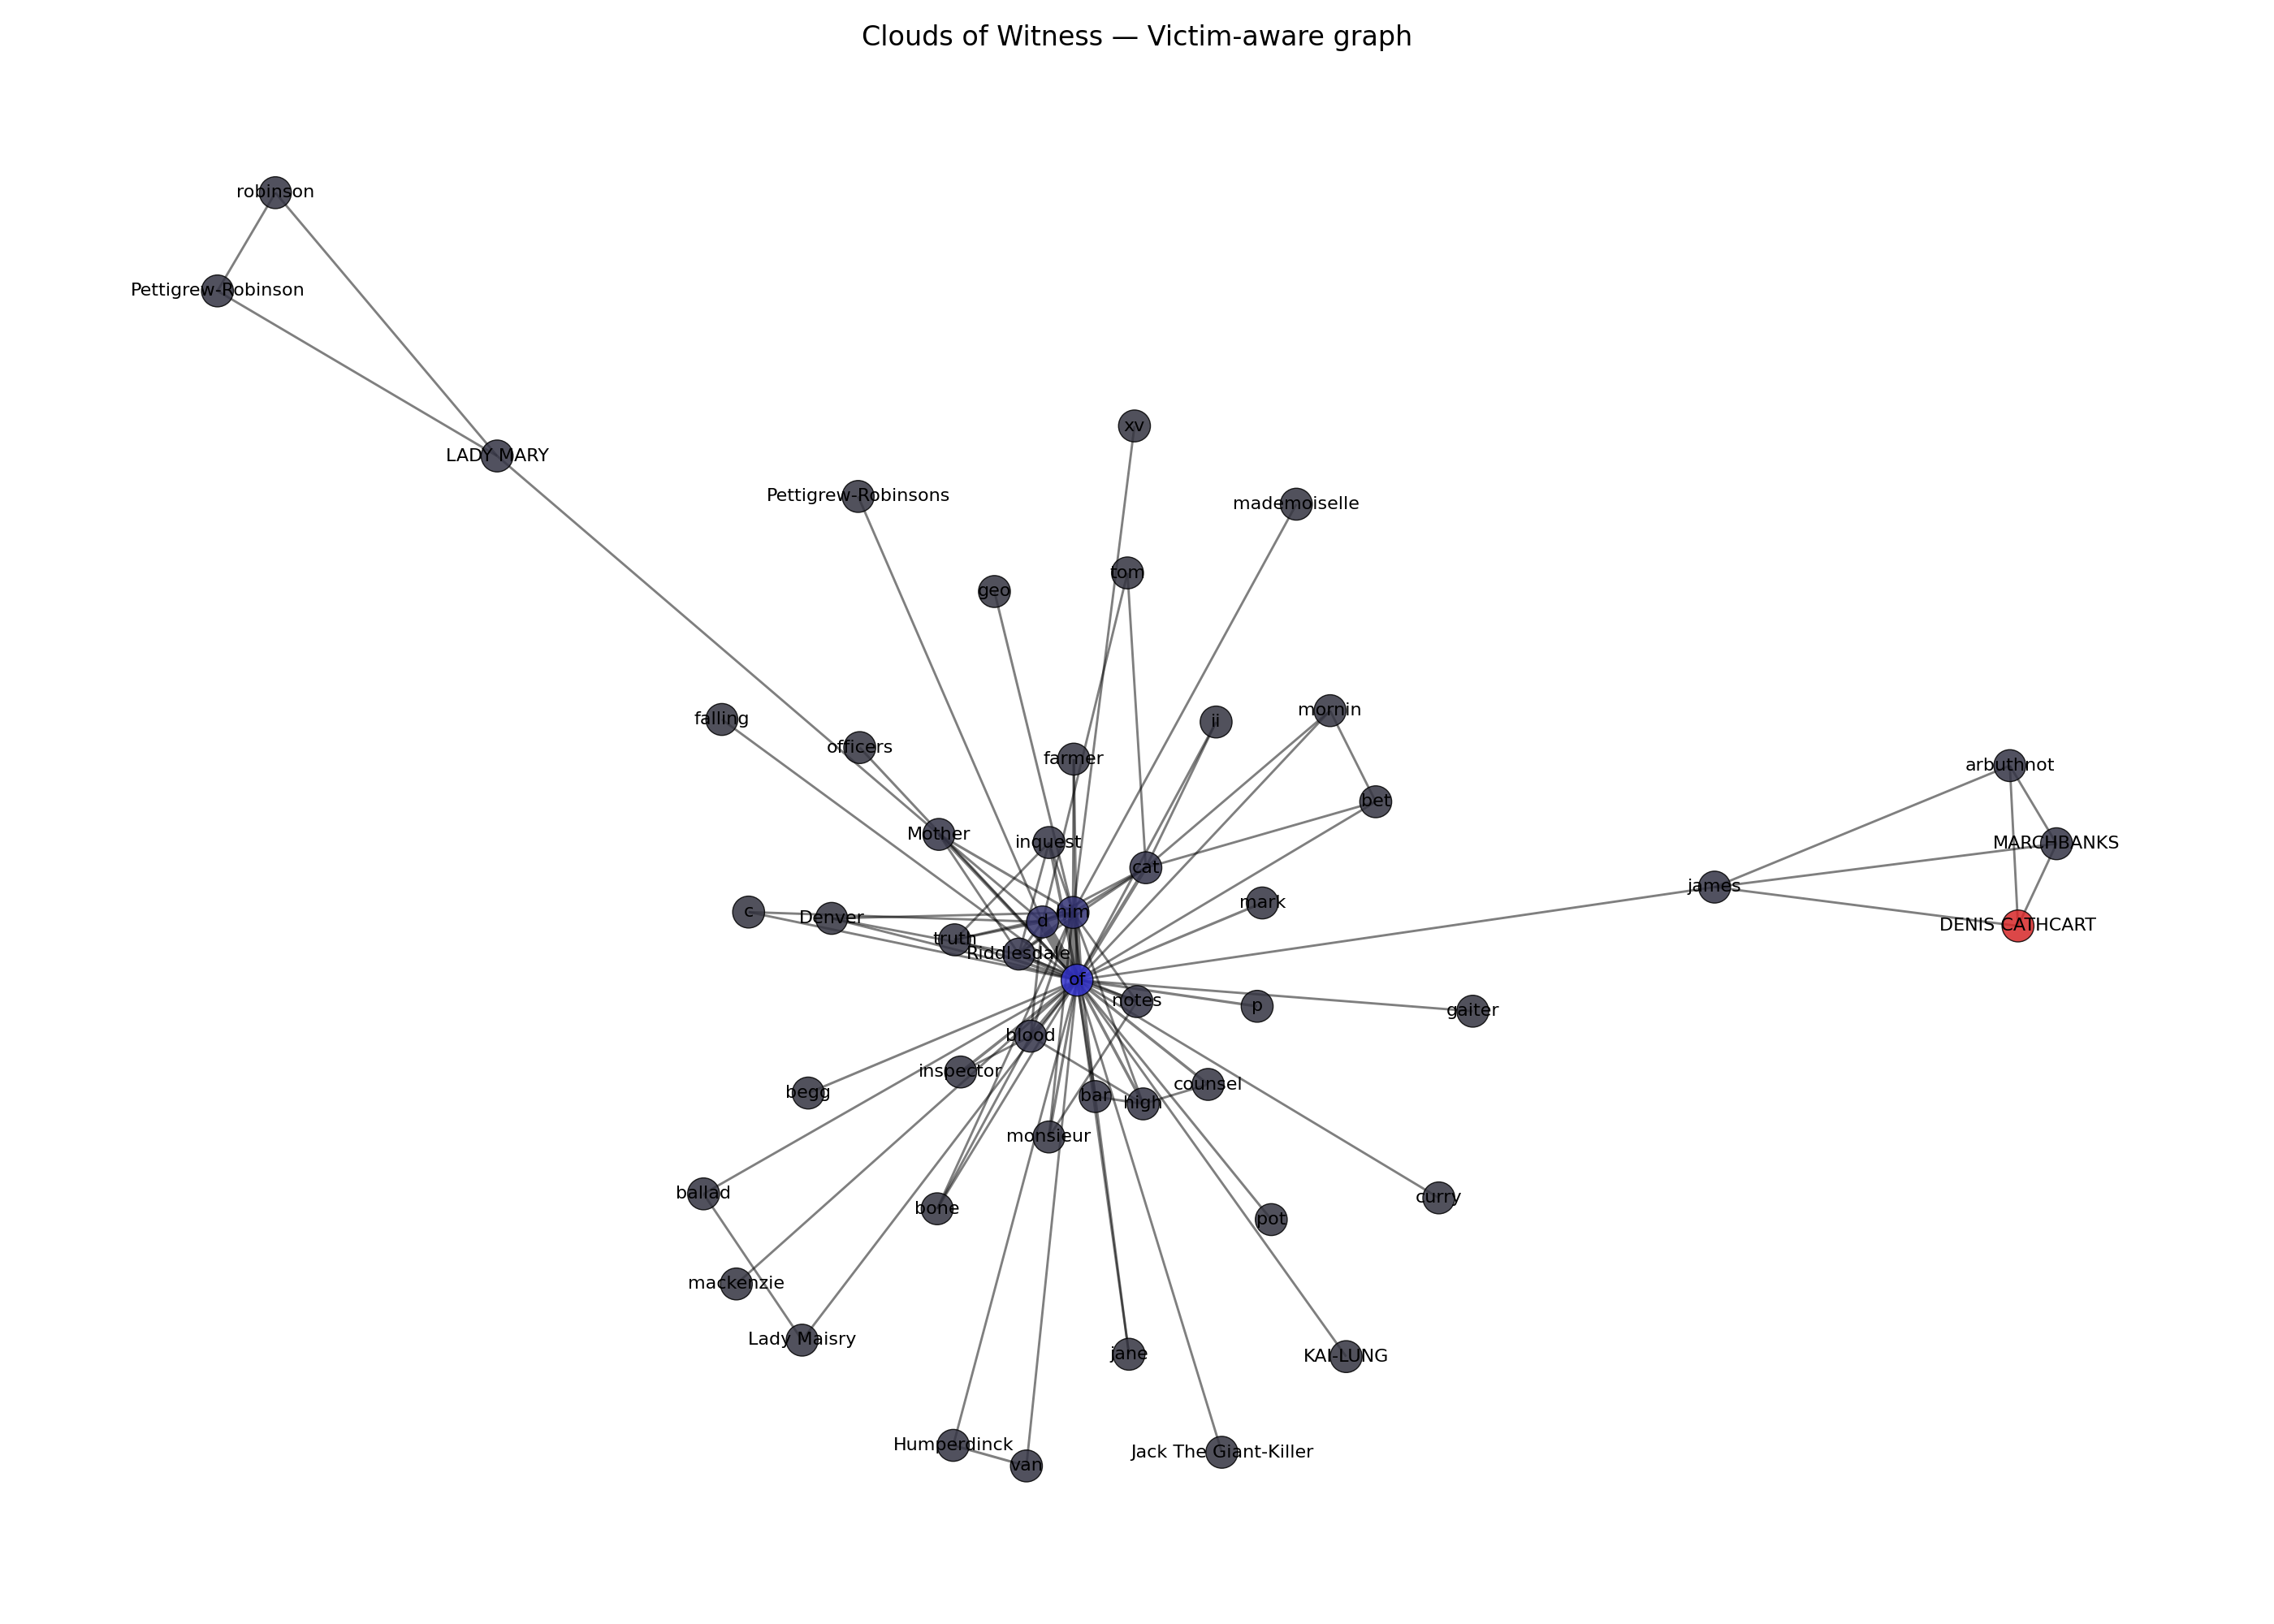 Clouds of Witness — Victim-aware graph
robinson
Pettigrew-Robinson
LADY MARY
xv
Pettigrew-Robinsons
mademoiselle
tom
geo
mornin
falling
ii
officers
farmer
arbuthnot
bet
Mother
inquest
MARCHBANKS
cat
james
mark
c
Denver
him
d
DENIS CATHCART
truth
Riddlesdale
of
notes
p
gaiter
blood
inspector
counsel
begg
bar
high
monsieur
ballad
curry
bone
pot
mackenzie
Lady Maisry
jane
KAI-LUNG
Humperdinck
Jack The Giant-Killer
van